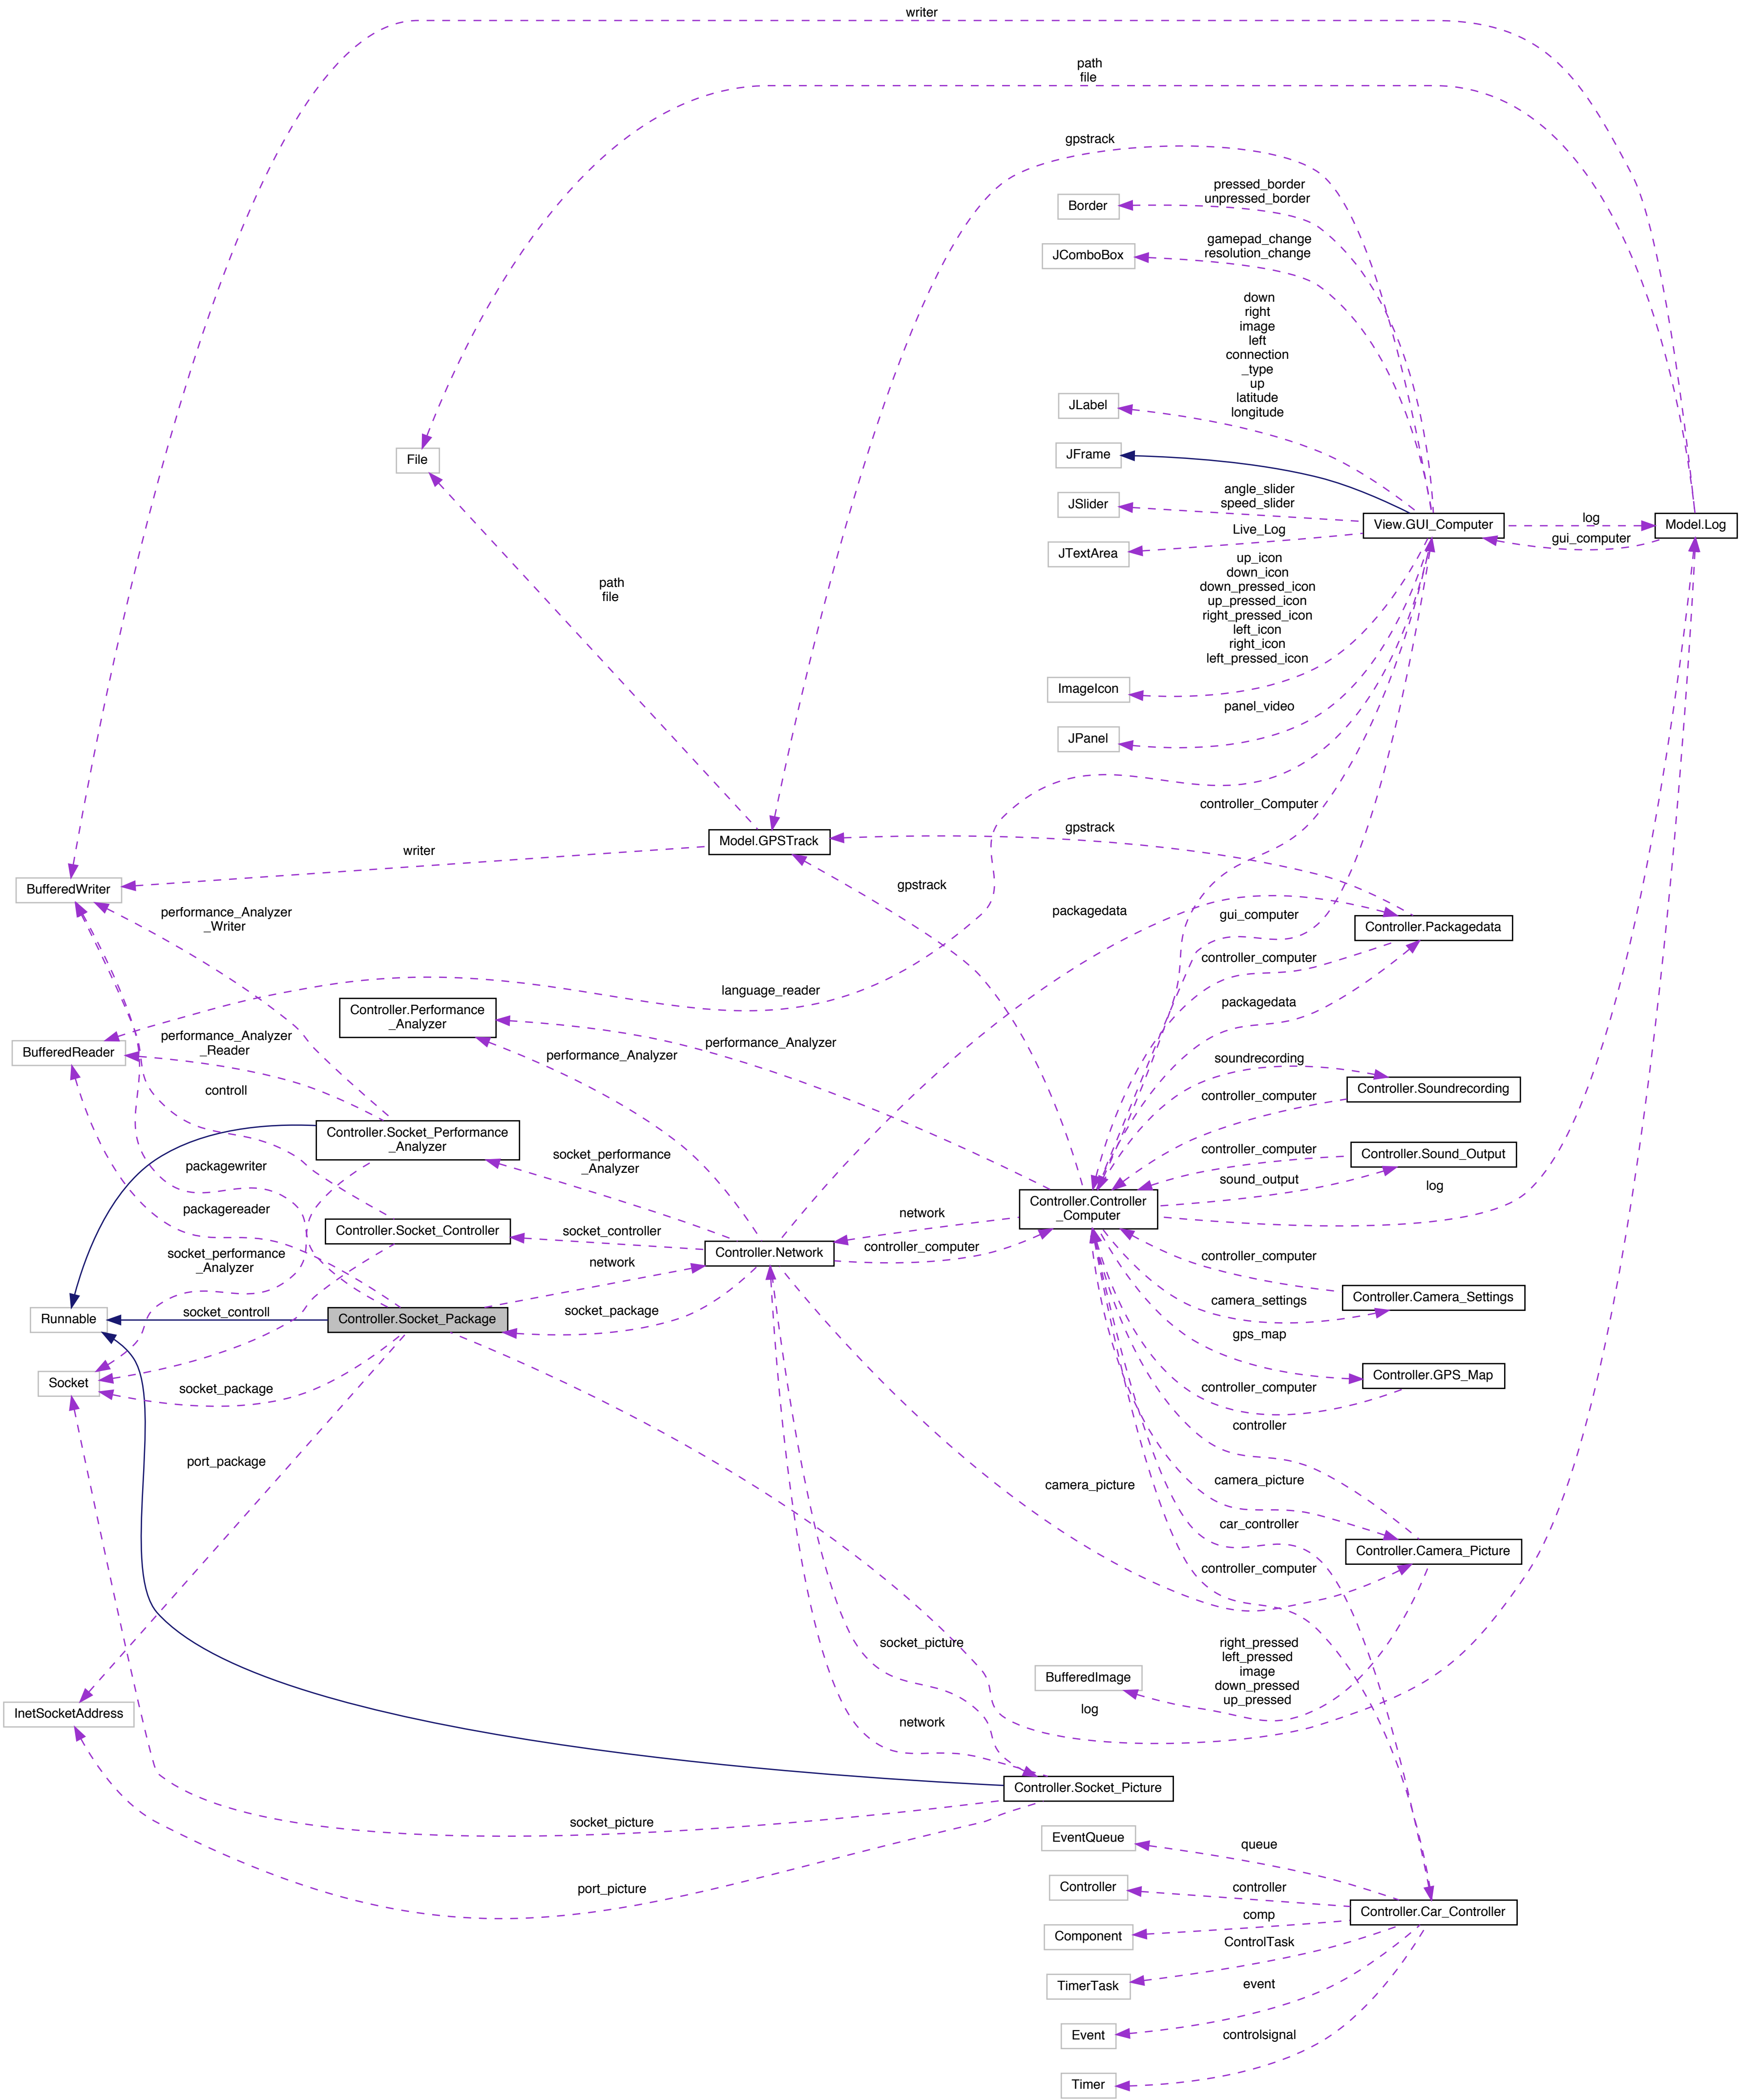 writer
path
file
gpstrack
pressed_border
unpressed_border
Border
gamepad_change
resolution_change
JComboBox
down
right
image
left
connection
_type
up
latitude
longitude
JLabel
JFrame
File
angle_slider
speed_slider
JSlider
View.GUI_Computer
log
Model.Log
Live_Log
gui_computer
JTextArea
up_icon
down_icon
down_pressed_icon
up_pressed_icon
right_pressed_icon
left_icon
right_icon
left_pressed_icon
path
file
ImageIcon
panel_video
JPanel
controller_Computer
gpstrack
Model.GPSTrack
writer
BufferedWriter
gpstrack
performance_Analyzer
_Writer
packagedata
gui_computer
Controller.Packagedata
controller_computer
language_reader
packagedata
Controller.Performance
_Analyzer
performance_Analyzer
_Reader
BufferedReader
performance_Analyzer
performance_Analyzer
soundrecording
Controller.Soundrecording
controll
controller_computer
Controller.Socket_Performance
_Analyzer
controller_computer
Controller.Sound_Output
socket_performance
_Analyzer
packagewriter
sound_output
log
Controller.Controller
_Computer
packagereader
network
Controller.Socket_Controller
socket_controller
controller_computer
Controller.Network
socket_performance
_Analyzer
network
controller_computer
Controller.Camera_Settings
camera_settings
Runnable
socket_controll
Controller.Socket_Package
socket_package
gps_map
Controller.GPS_Map
Socket
socket_package
controller_computer
controller
port_package
camera_picture
camera_picture
car_controller
Controller.Camera_Picture
controller_computer
socket_picture
right_pressed
left_pressed
image
down_pressed
up_pressed
BufferedImage
InetSocketAddress
log
network
Controller.Socket_Picture
socket_picture
EventQueue
queue
port_picture
Controller
controller
Controller.Car_Controller
comp
Component
ControlTask
TimerTask
event
Event
controlsignal
Timer